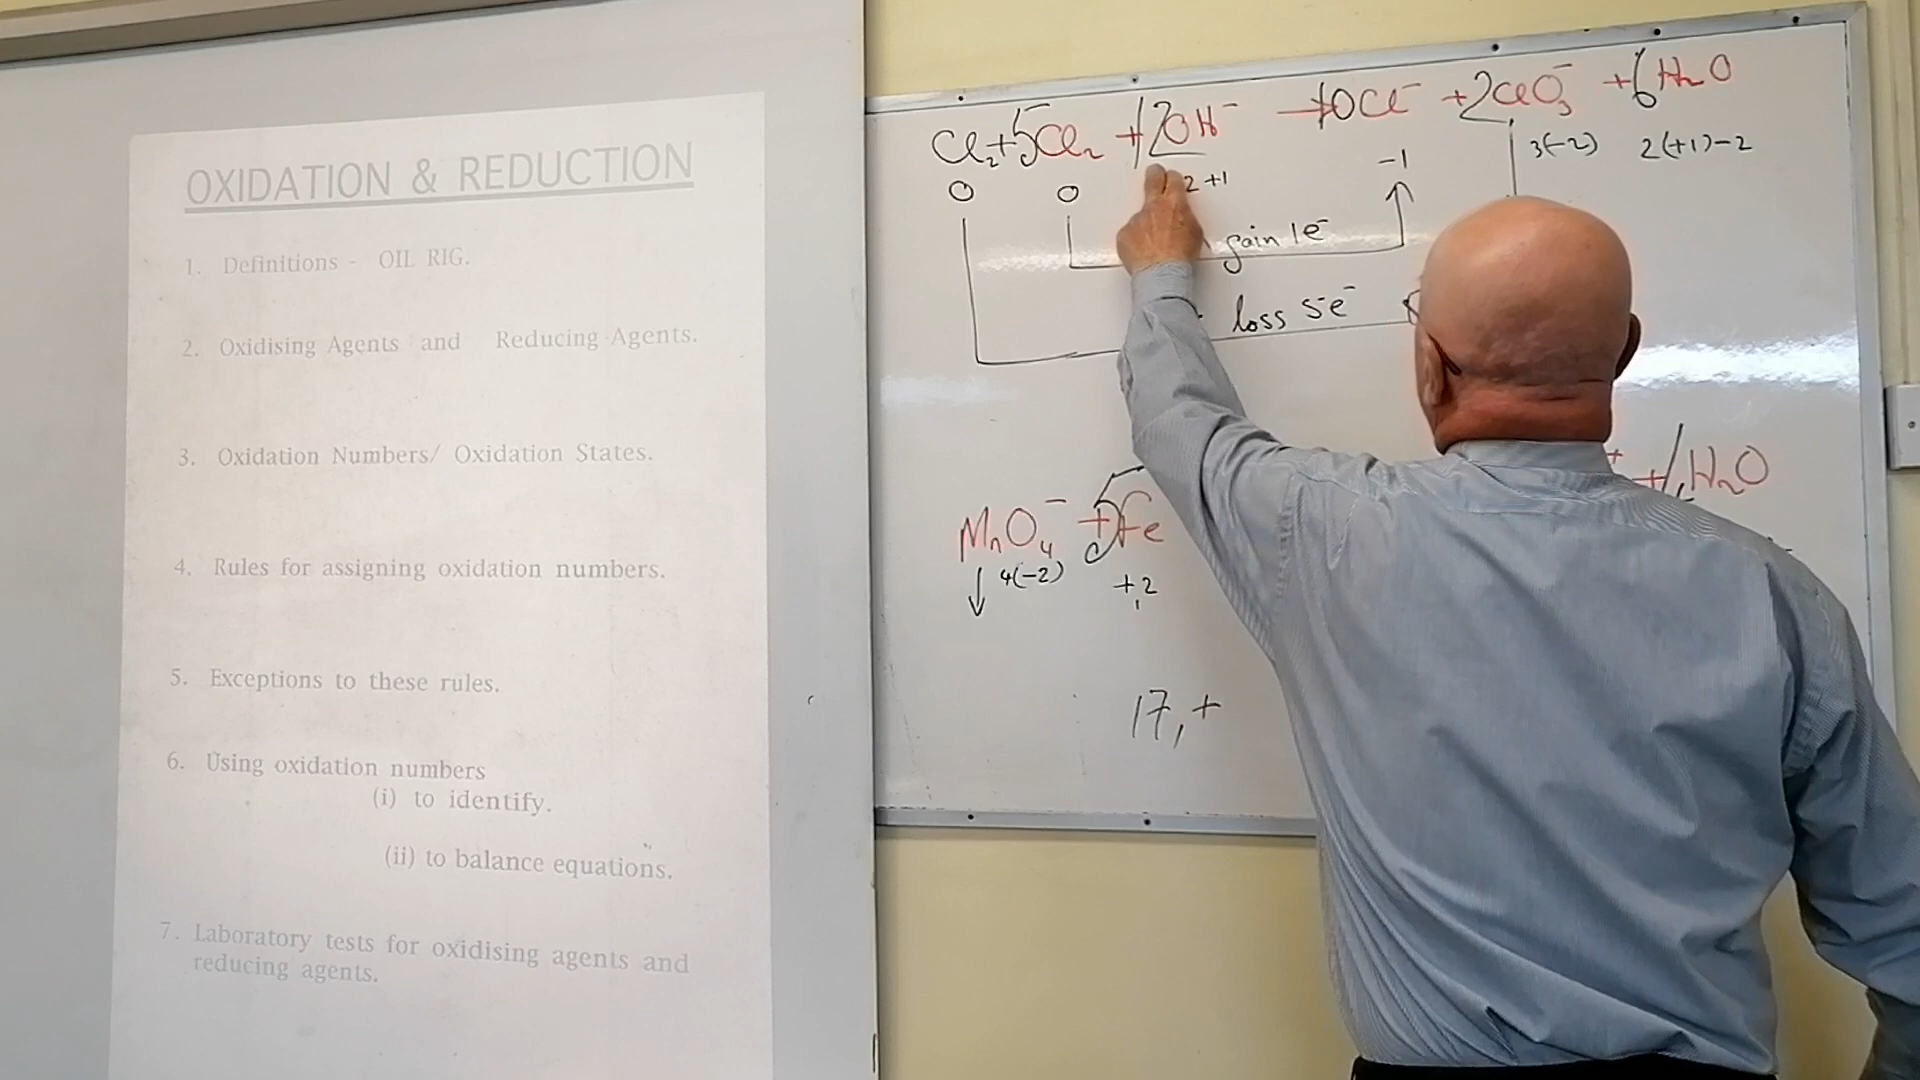 OXIDATION & REDUCTION
1. Definitions - OIL RIG.
2. Oxidising Agents and Reducing Agents.
3. Oxidation Numbers/ Oxidation States.
4. Rules for assigning oxidation numbers.
5. Exceptions to these rules.
6. Using oxidation numbers
(i) to identify.
(ii) to balance equations.
7. Laboratory tests for oxidising agents and
reducing agents.
Cl₂ + 5Cl₂ + 12OH⁻ → 10Cl⁻ + 2ClO₃⁻ + 6H₂O
0 0 2 +1 -1 3(-2) 2(+1)-2
gain 1e⁻
loss 5e⁻
MnO₄⁻ + 5Fe + H₂O
4(-2) +2
17, +